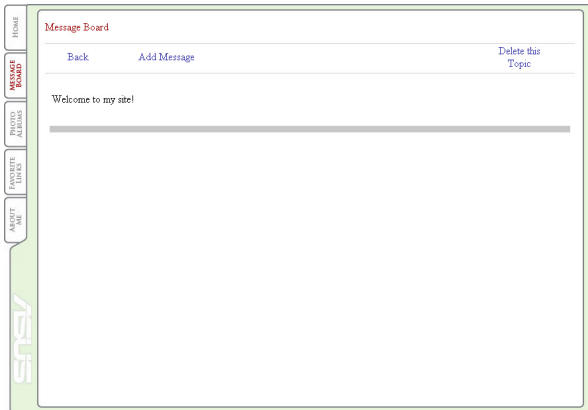 HOME
MESSAGE
BOARD
PHOTO
ALBUMS
FAVORITE
LINKS
ABOUT
ME
ASUS
Message Board
Back
Add Message
Delete this
Topic
Welcome to my site!